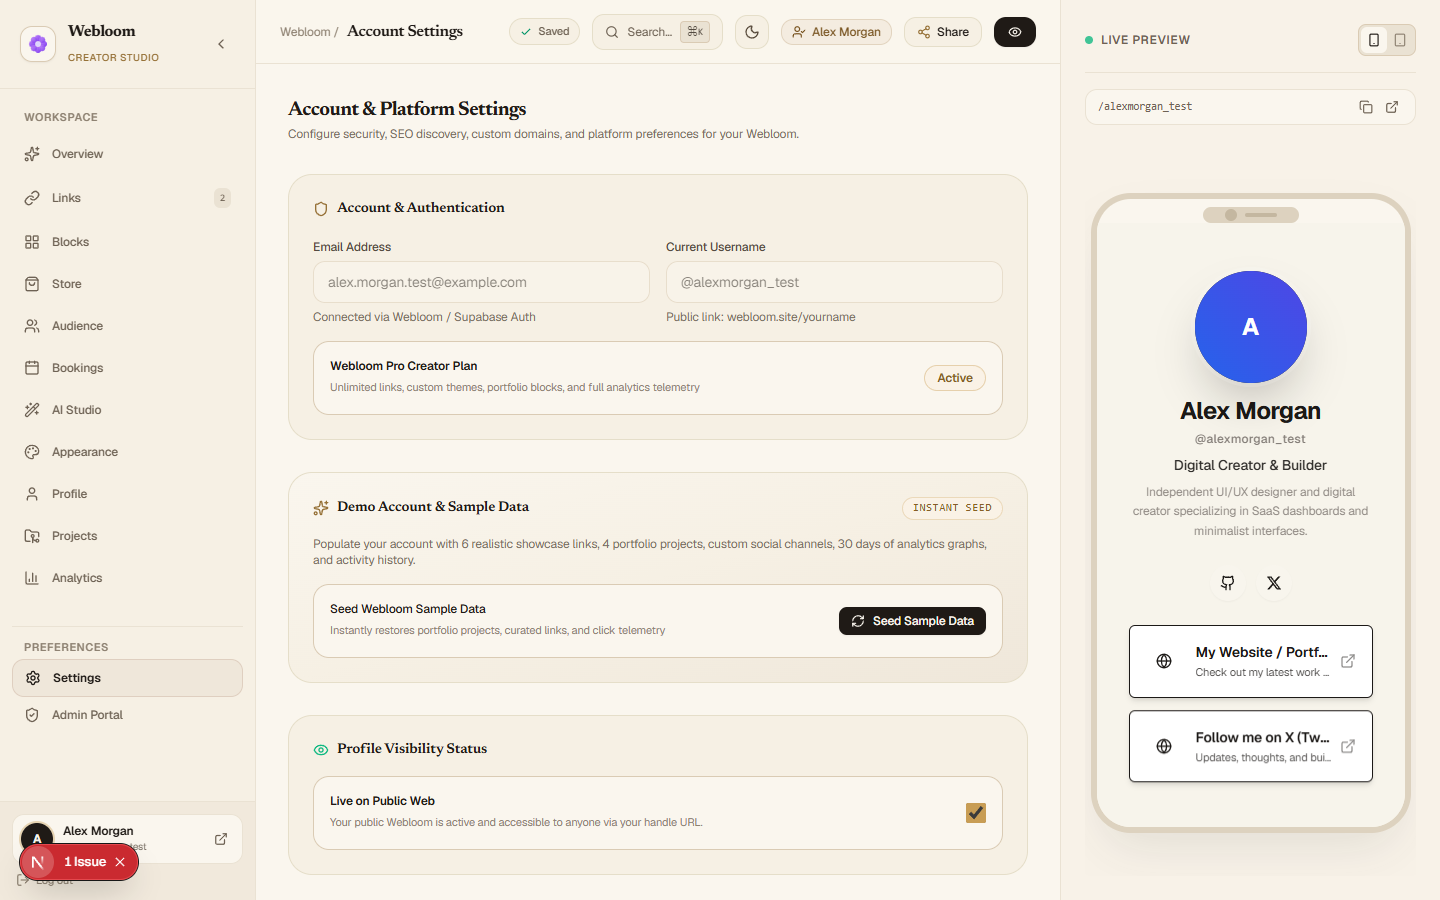 Webloom
CREATOR STUDIO
WORKSPACE
Overview
Links
2
Blocks
Store
Audience
Bookings
AI Studio
Appearance
Profile
Projects
Analytics
PREFERENCES
Settings
Admin Portal
A
Alex Morgan
test
1 Issue
Log out
Webloom / Account Settings
Saved
Search...
⌘K
Alex Morgan
Share
Account & Platform Settings
Configure security, SEO discovery, custom domains, and platform preferences for your Webloom.
Account & Authentication
Email Address
alex.morgan.test@example.com
Connected via Webloom / Supabase Auth
Current Username
@alexmorgan_test
Public link: webloom.site/yourname
Webloom Pro Creator Plan
Unlimited links, custom themes, portfolio blocks, and full analytics telemetry
Active
Demo Account & Sample Data
INSTANT SEED
Populate your account with 6 realistic showcase links, 4 portfolio projects, custom social channels, 30 days of analytics graphs,
and activity history.
Seed Webloom Sample Data
Instantly restores portfolio projects, curated links, and click telemetry
Seed Sample Data
Profile Visibility Status
Live on Public Web
Your public Webloom is active and accessible to anyone via your handle URL.
LIVE PREVIEW
/alexmorgan_test
A
Alex Morgan
@alexmorgan_test
Digital Creator & Builder
Independent UI/UX designer and digital
creator specializing in SaaS dashboards and
minimalist interfaces.
My Website / Portf...
Check out my latest work ...
Follow me on X (Tw...
Updates, thoughts, and bui...